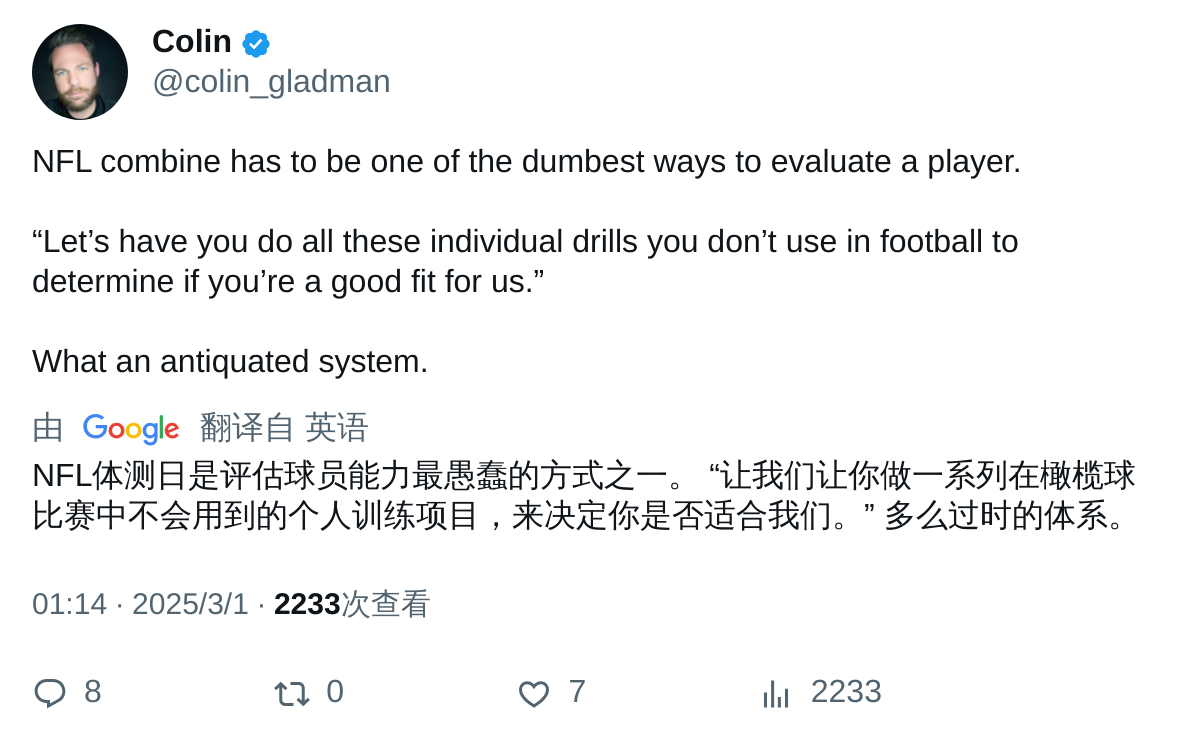 Colin
@colin_gladman
NFL combine has to be one of the dumbest ways to evaluate a player.
“Let’s have you do all these individual drills you don’t use in football to
determine if you’re a good fit for us.”
What an antiquated system.
由 Google 翻译自 英语
NFL体测日是评估球员能力最愚蠢的方式之一。 “让我们让你做一系列在橄榄球
比赛中不会用到的个人训练项目，来决定你是否适合我们。” 多么过时的体系。
01:14 · 2025/3/1 · 2233次查看
8 0 7 2233